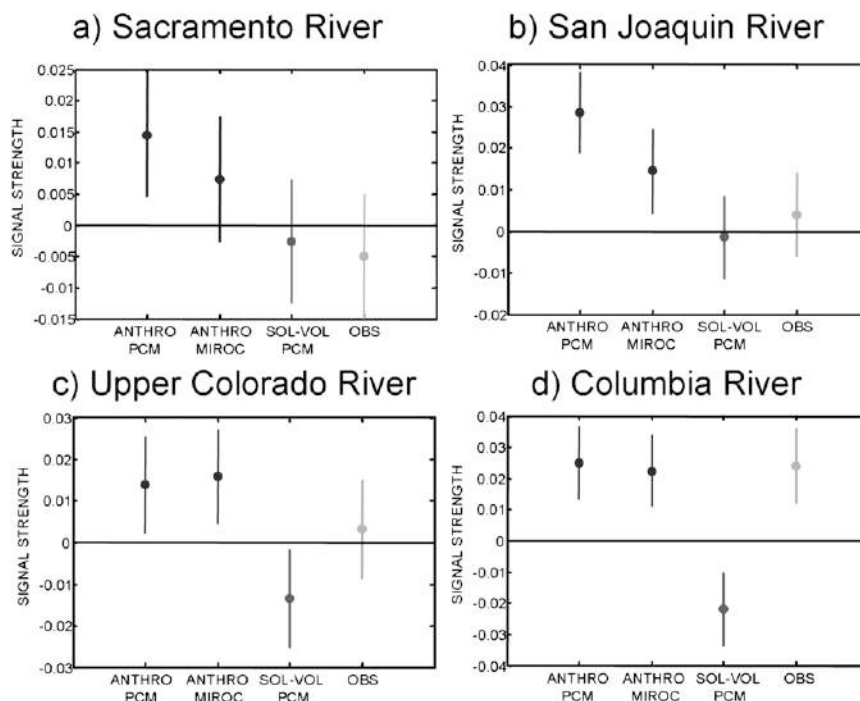 a) Sacramento River
b) San Joaquin River
SIGNAL STRENGTH
0.025
0.02
0.015
0.01
0.005
0
-0.005
-0.01
-0.015
ANTHRO PCM
ANTHRO MIROC
SOL-VOL PCM
OBS
SIGNAL STRENGTH
0.04
0.03
0.02
0.01
0
-0.01
-0.02
ANTHRO PCM
ANTHRO MIROC
SOL-VOL PCM
OBS
c) Upper Colorado River
d) Columbia River
SIGNAL STRENGTH
0.03
0.02
0.01
0
-0.01
-0.02
-0.03
ANTHRO PCM
ANTHRO MIROC
SOL-VOL PCM
OBS
SIGNAL STRENGTH
0.04
0.03
0.02
0.01
0
-0.01
-0.02
-0.03
-0.04
ANTHRO PCM
ANTHRO MIROC
SOL-VOL PCM
OBS